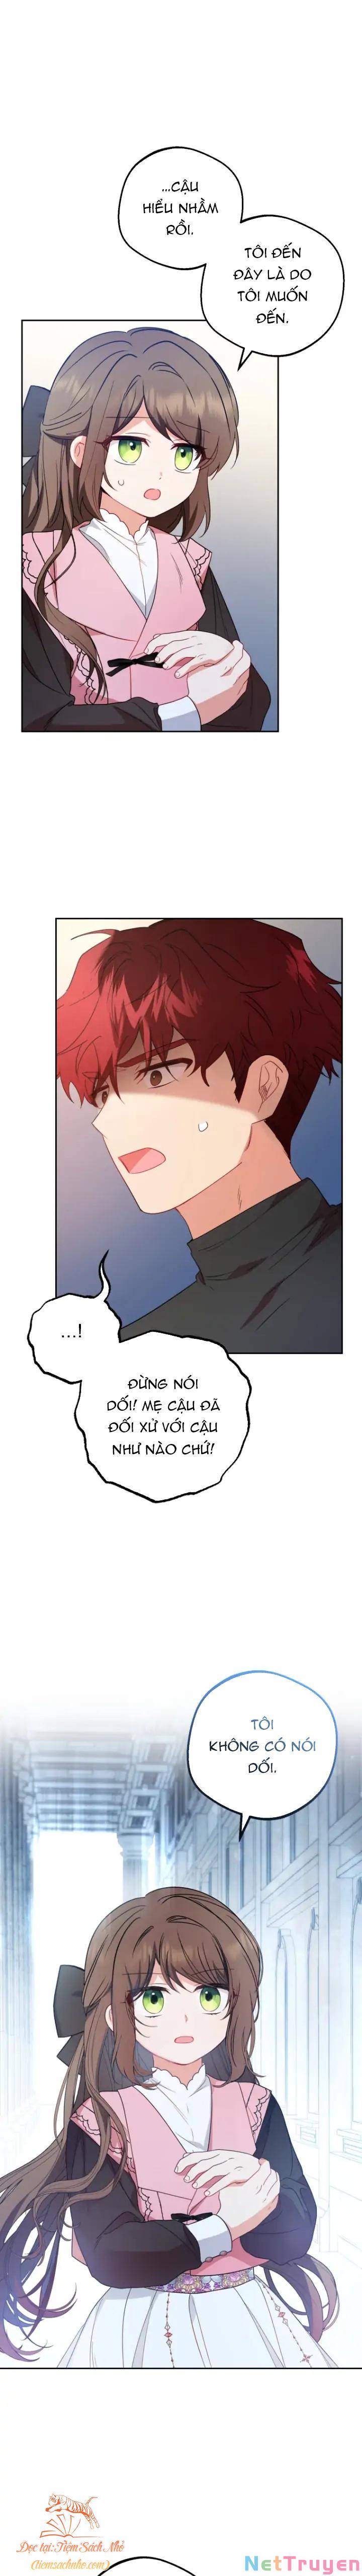 ...CẬU
HIỂU NHẦM
RỒI.
TÔI ĐẾN
ĐÂY LÀ DO
TÔI MUỐN
ĐẾN.
...!
ĐỪNG NÓI
DỐI! MẸ CẬU ĐÃ
ĐỐI XỬ VỚI CẬU
NHƯ NÀO CHỨ!
TÔI
KHÔNG CÓ NÓI
DỐI.
Đọc tại: Tiệm Sách Nhỏ
tiemsachnho.com
NetTruyen